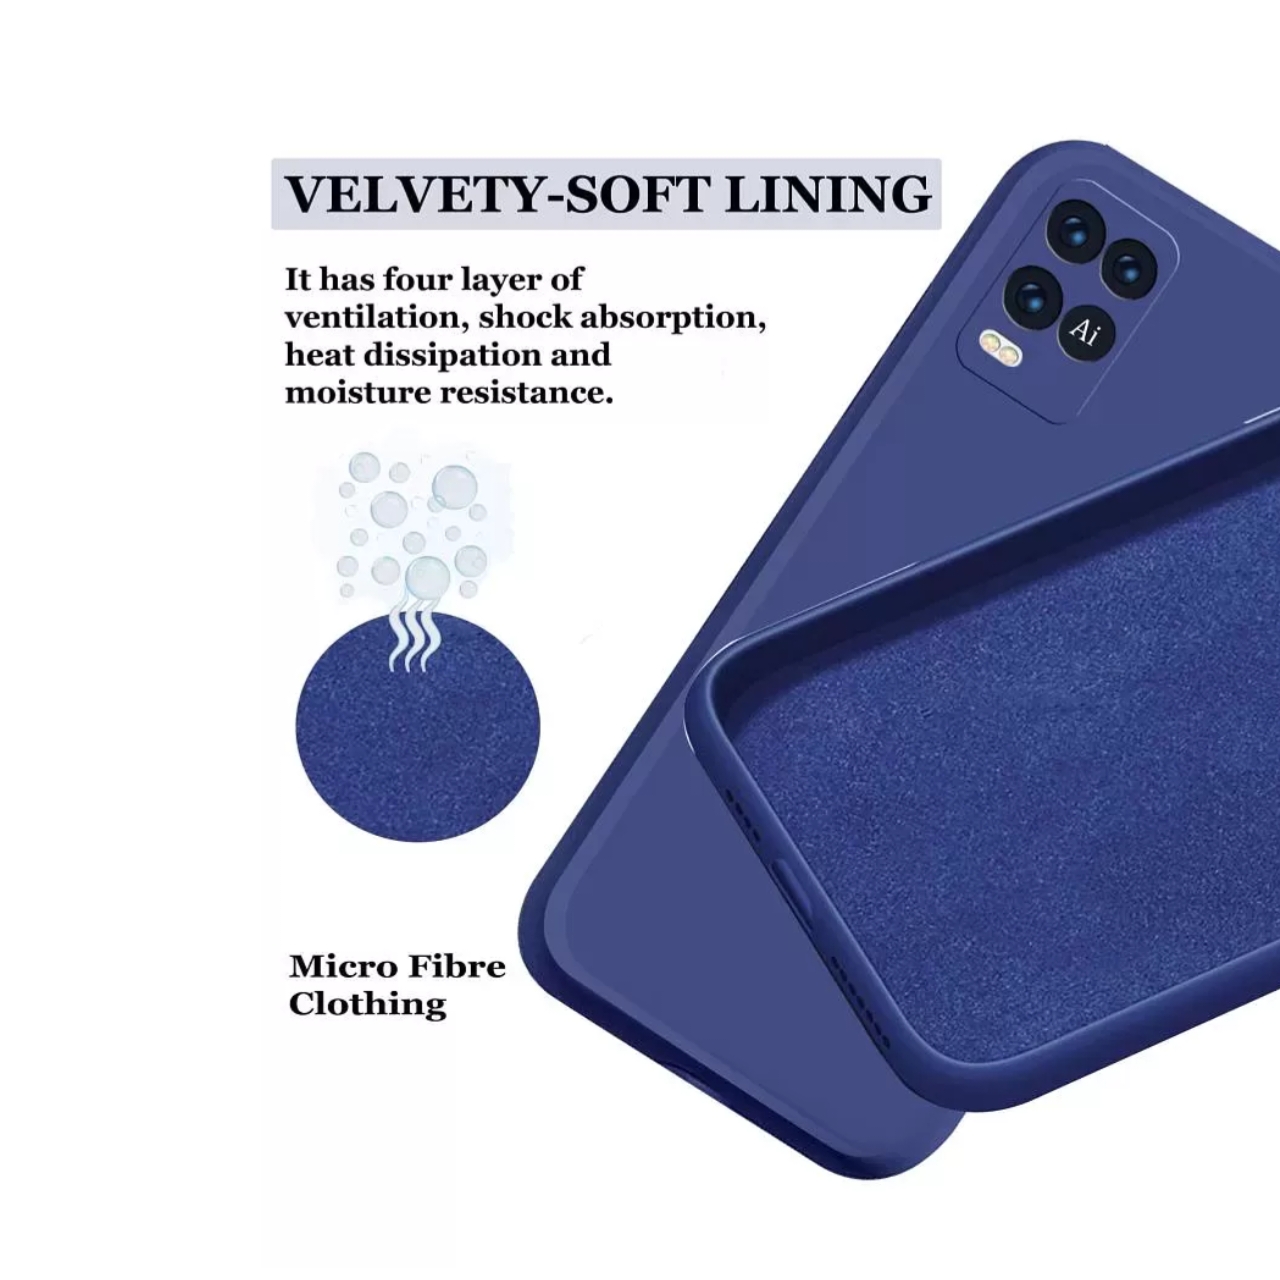 VELVETY-SOFT LINING
It has four layer of
ventilation, shock absorption,
heat dissipation and
moisture resistance.
Ai
Micro Fibre
Clothing